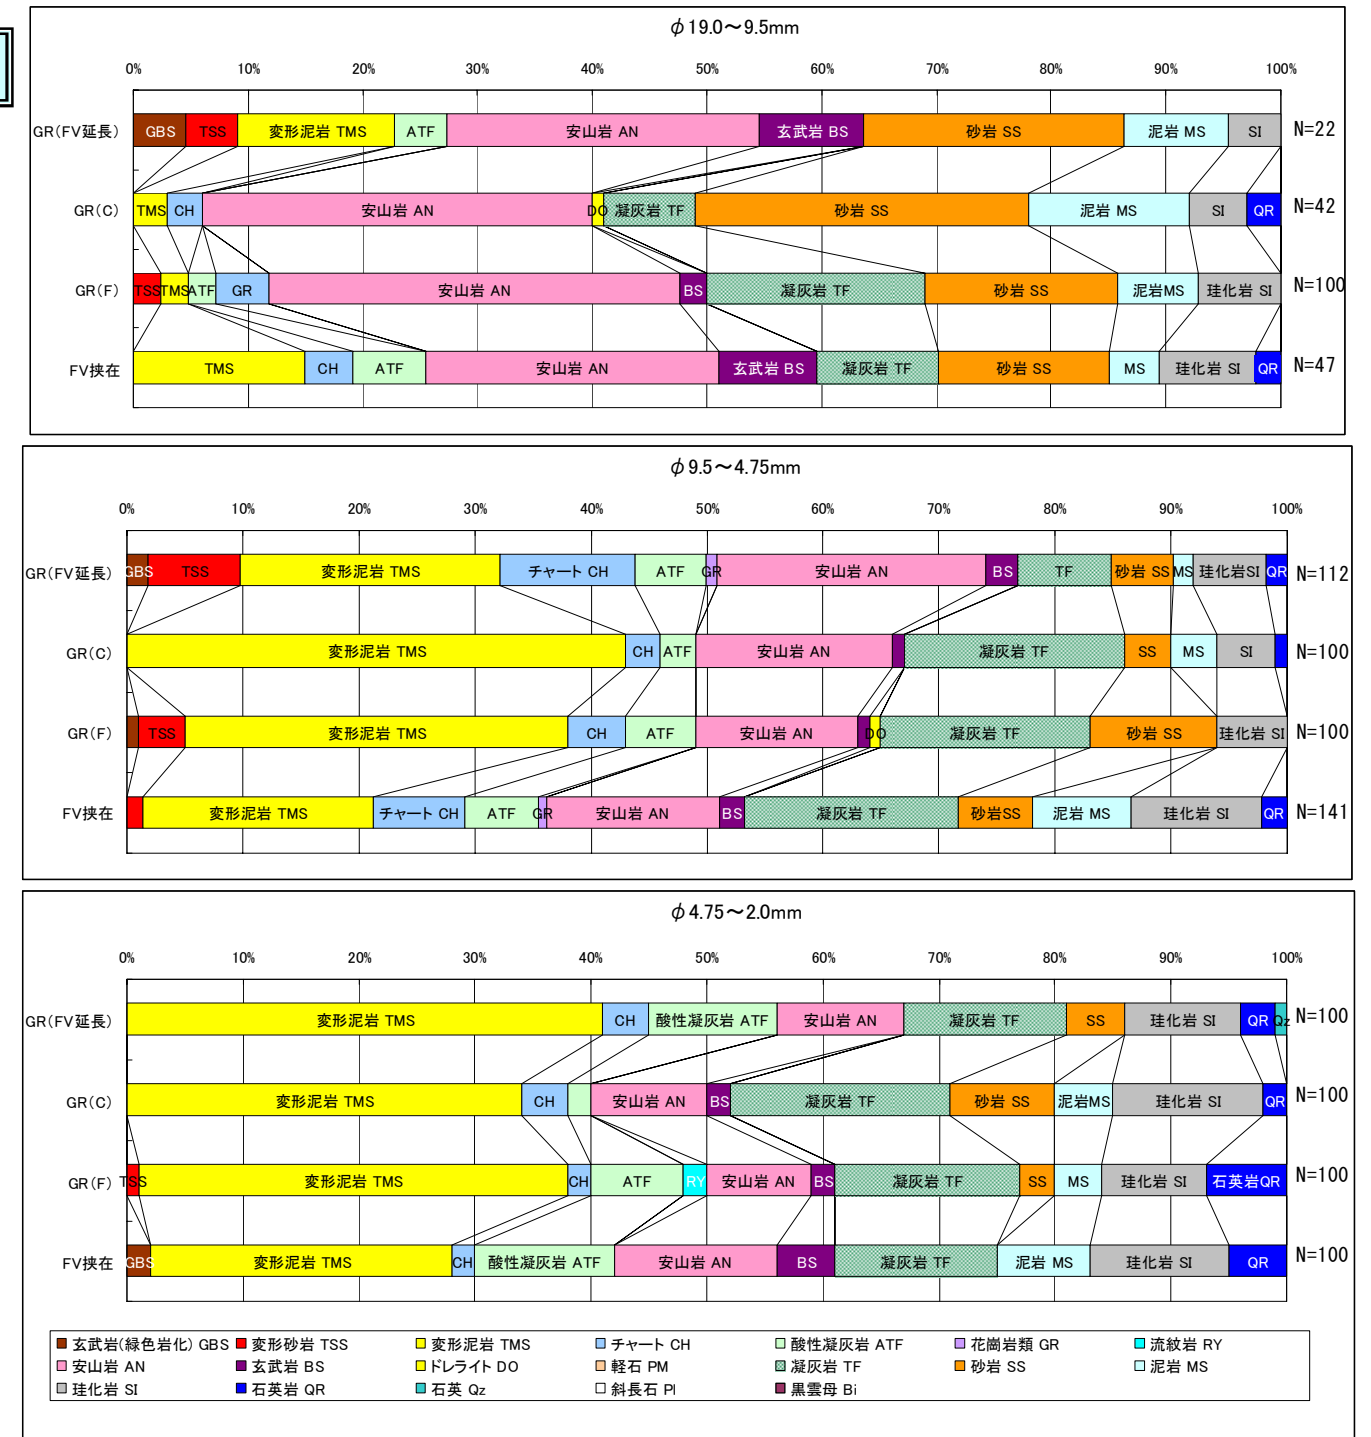 φ19.0～9.5mm
0% 10% 20% 30% 40% 50% 60% 70% 80% 90% 100%
GR(FV延長) GBS TSS 変形泥岩 TMS ATF 安山岩 AN 玄武岩 BS 砂岩 SS 泥岩 MS SI N=22
GR(C) TMS CH 安山岩 AN DO 凝灰岩 TF 砂岩 SS 泥岩 MS SI QR N=42
GR(F) TSS TMS ATF GR 安山岩 AN BS 凝灰岩 TF 砂岩 SS 泥岩MS 珪化岩 SI N=100
FV挟在 TMS CH ATF 安山岩 AN 玄武岩 BS 凝灰岩 TF 砂岩 SS MS 珪化岩 SI QR N=47
φ9.5～4.75mm
0% 10% 20% 30% 40% 50% 60% 70% 80% 90% 100%
GR(FV延長) GBS TSS 変形泥岩 TMS チャート CH ATF GR 安山岩 AN BS TF 砂岩 SS MS 珪化岩SI QR N=112
GR(C) 変形泥岩 TMS CH ATF 安山岩 AN 凝灰岩 TF SS MS SI N=100
GR(F) TSS 変形泥岩 TMS CH ATF 安山岩 AN DO 凝灰岩 TF 砂岩 SS 珪化岩 SI N=100
FV挟在 変形泥岩 TMS チャート CH ATF GR 安山岩 AN BS 凝灰岩 TF 砂岩SS 泥岩 MS 珪化岩 SI QR N=141
φ4.75～2.0mm
0% 10% 20% 30% 40% 50% 60% 70% 80% 90% 100%
GR(FV延長) 変形泥岩 TMS CH 酸性凝灰岩 ATF 安山岩 AN 凝灰岩 TF SS 珪化岩 SI QR Qz N=100
GR(C) 変形泥岩 TMS CH 安山岩 AN BS 凝灰岩 TF 砂岩 SS 泥岩MS 珪化岩 SI QR N=100
GR(F) TSS 変形泥岩 TMS CH ATF RY 安山岩 AN BS 凝灰岩 TF SS MS 珪化岩 SI 石英岩QR N=100
FV挟在 GBS 変形泥岩 TMS CH 酸性凝灰岩 ATF 安山岩 AN BS 凝灰岩 TF 泥岩 MS 珪化岩 SI QR N=100
玄武岩(緑色岩化) GBS 変形砂岩 TSS 変形泥岩 TMS チャート CH 酸性凝灰岩 ATF 花崗岩類 GR 流紋岩 RY
安山岩 AN 玄武岩 BS ドレライト DO 軽石 PM 凝灰岩 TF 砂岩 SS 泥岩 MS
珪化岩 SI 石英岩 QR 石英 Qz 斜長石 Pl 黒雲母 Bi